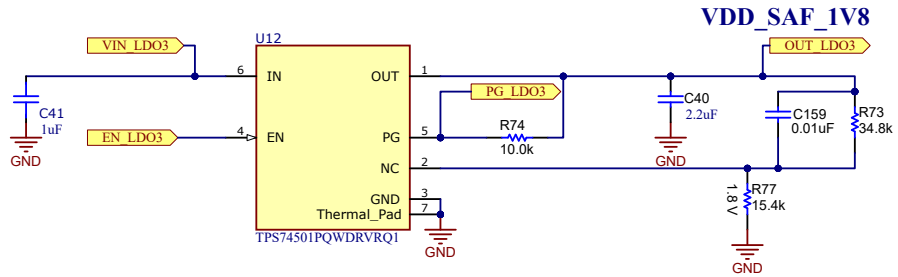 VDD_SAF_1V8
VIN_LDO3
U12
OUT_LDO3
6
IN
OUT
1
PG_LDO3
C41
1uF
C40
2.2uF
C159
0.01uF
R73
34.8k
GND
EN_LDO3
4
EN
PG
5
R74
10.0k
GND
NC
2
GND
3
Thermal_Pad
7
1.8 V
R77
15.4k
TPS74501PQWDRVRQ1
GND
GND